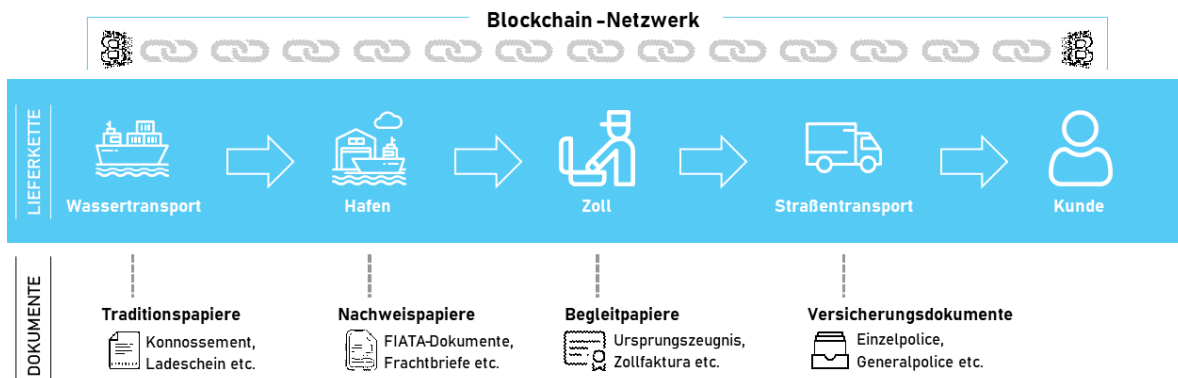 Blockchain-Netzwerk
LIEFERKETTE
Wassertransport
Hafen
Zoll
Straßentransport
Kunde
DOKUMENTE
Traditionspapiere
Konnossement,
Ladeschein etc.
Nachweispapiere
FIATA-Dokumente,
Frachtbriefe etc.
Begleitpapiere
Ursprungszeugnis,
Zollfaktura etc.
Versicherungsdokumente
Einzelpolice,
Generalpolice etc.